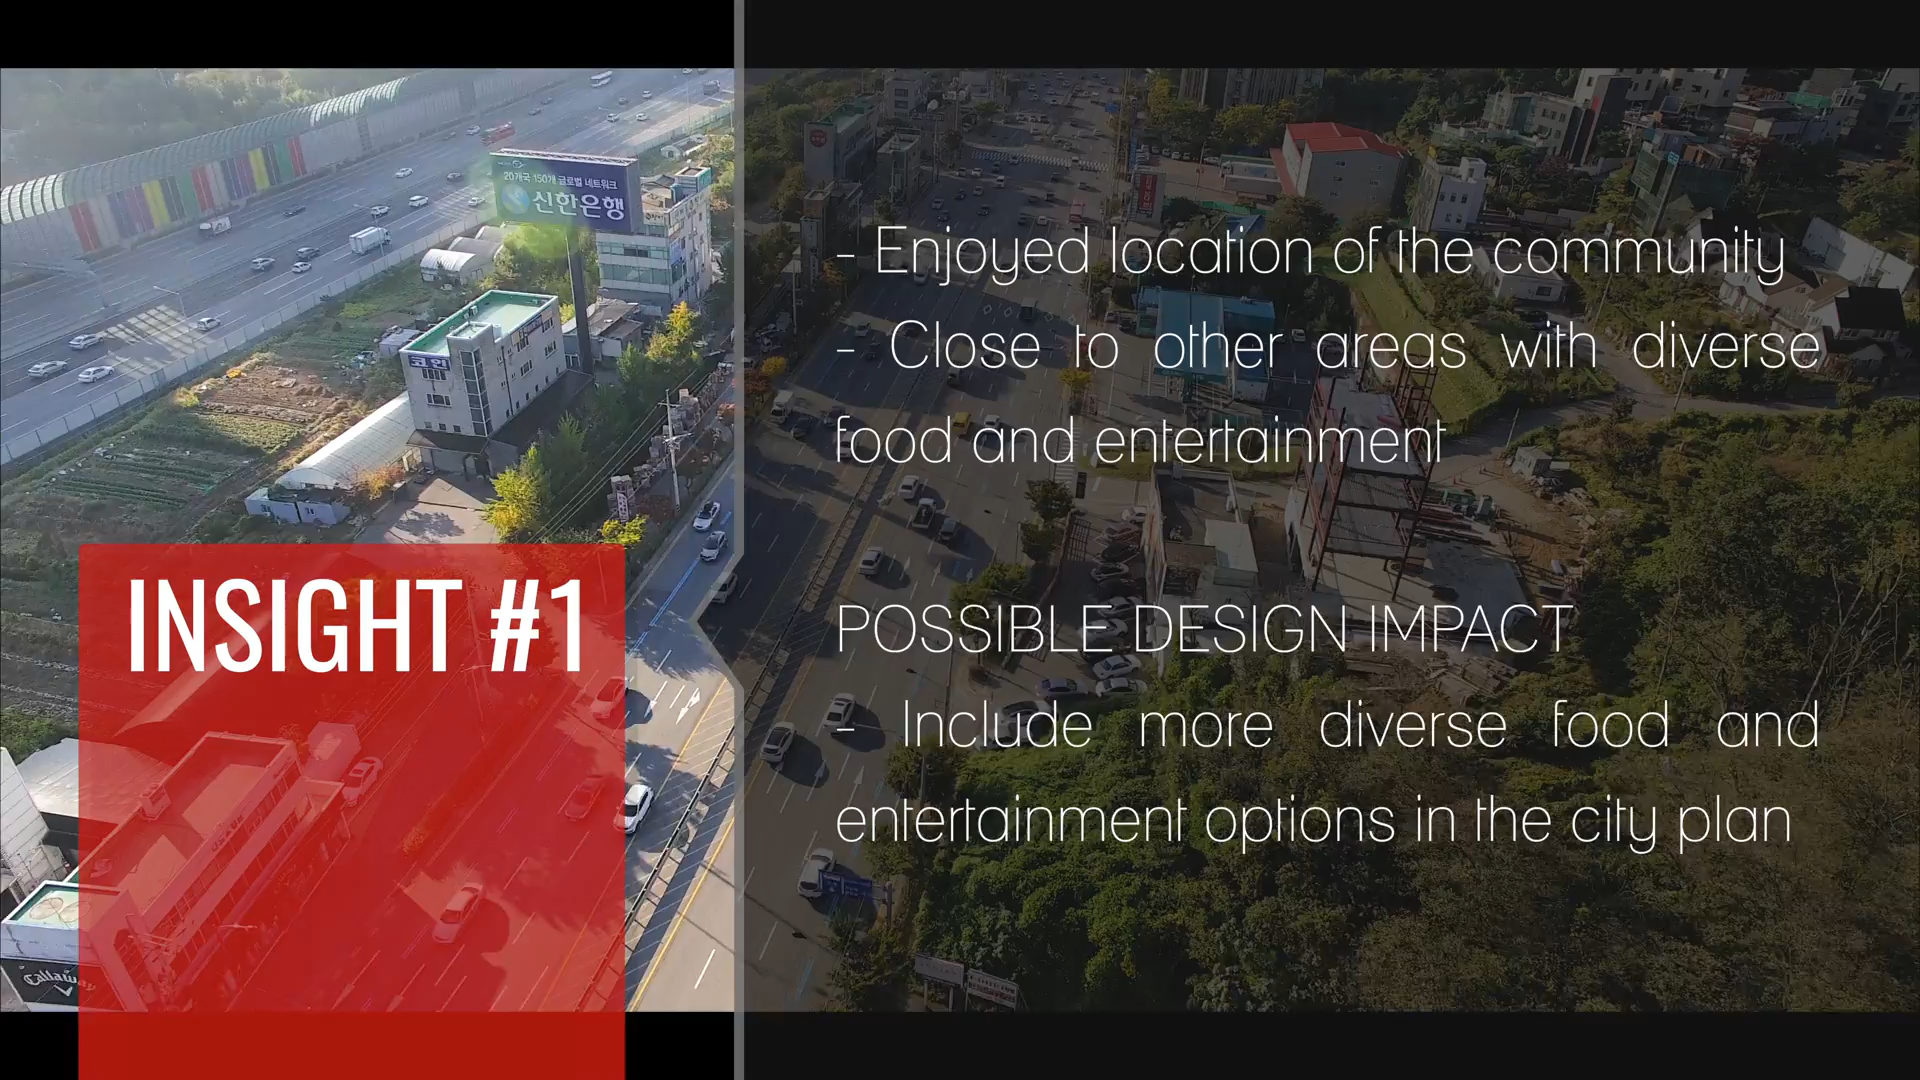 20개국 150개 글로벌 네트워크
신한은행
코인
Callaway
INSIGHT #1
- Enjoyed location of the community
- Close to other areas with diverse
food and entertainment
POSSIBLE DESIGN IMPACT
- Include more diverse food and
entertainment options in the city plan